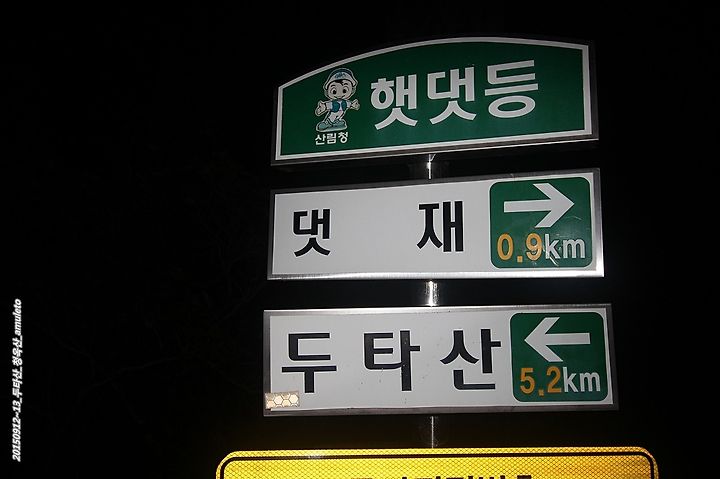 햇댓등
산림청
댓 재
0.9km
두타산
5.2km
20150912~13_두타산_청옥산_amuleto